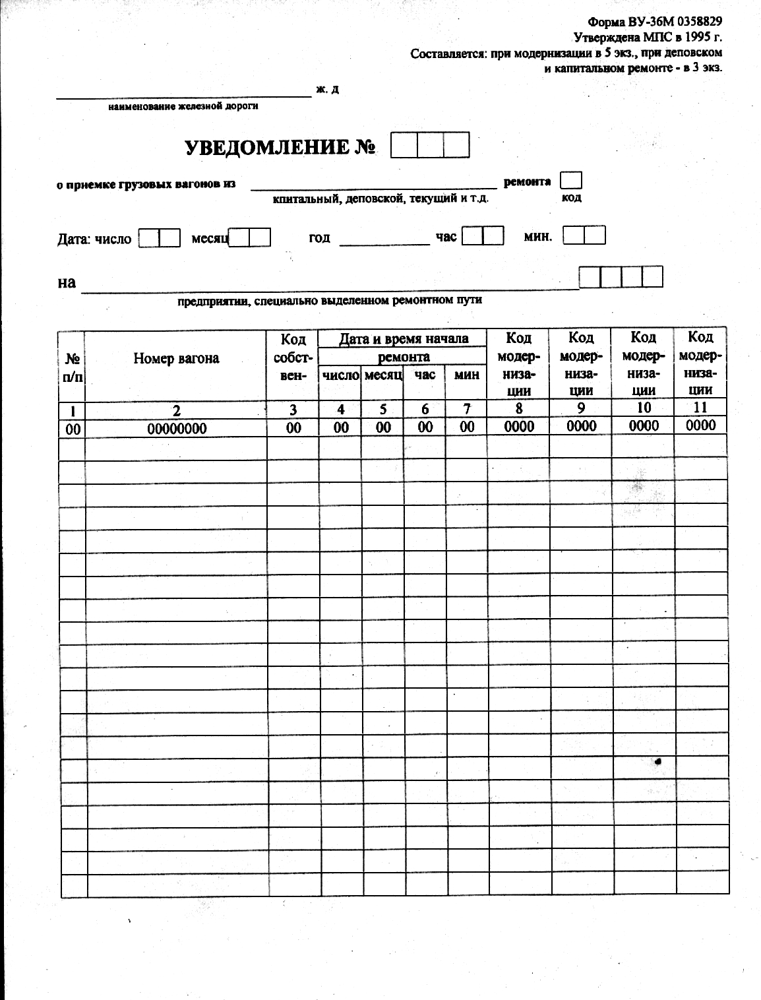 Форма ВУ-36М 0358829
Утверждена МПС в 1995 г.
Составляется: при модернизации в 5 экз., при деповском
и капитальном ремонте - в 3 экз.
ж. д
наименование железной дороги
УВЕДОМЛЕНИЕ №
о приемке грузовых вагонов из ремонта
кпитальный, деповской, текущий и т.д. код
Дата: число месяц год час мин.
на
предприятии, специально выделенном ремонтном пути
№ п/п
Номер вагона
Код собст-вен-
Дата и время начала
ремонта
число месяц час мин
Код модер-низа-ции
Код модер-низа-ции
Код модер-низа-ции
Код модер-низа-ции
1 2 3 4 5 6 7 8 9 10 11
00 00000000 00 00 00 00 00 0000 0000 0000 0000